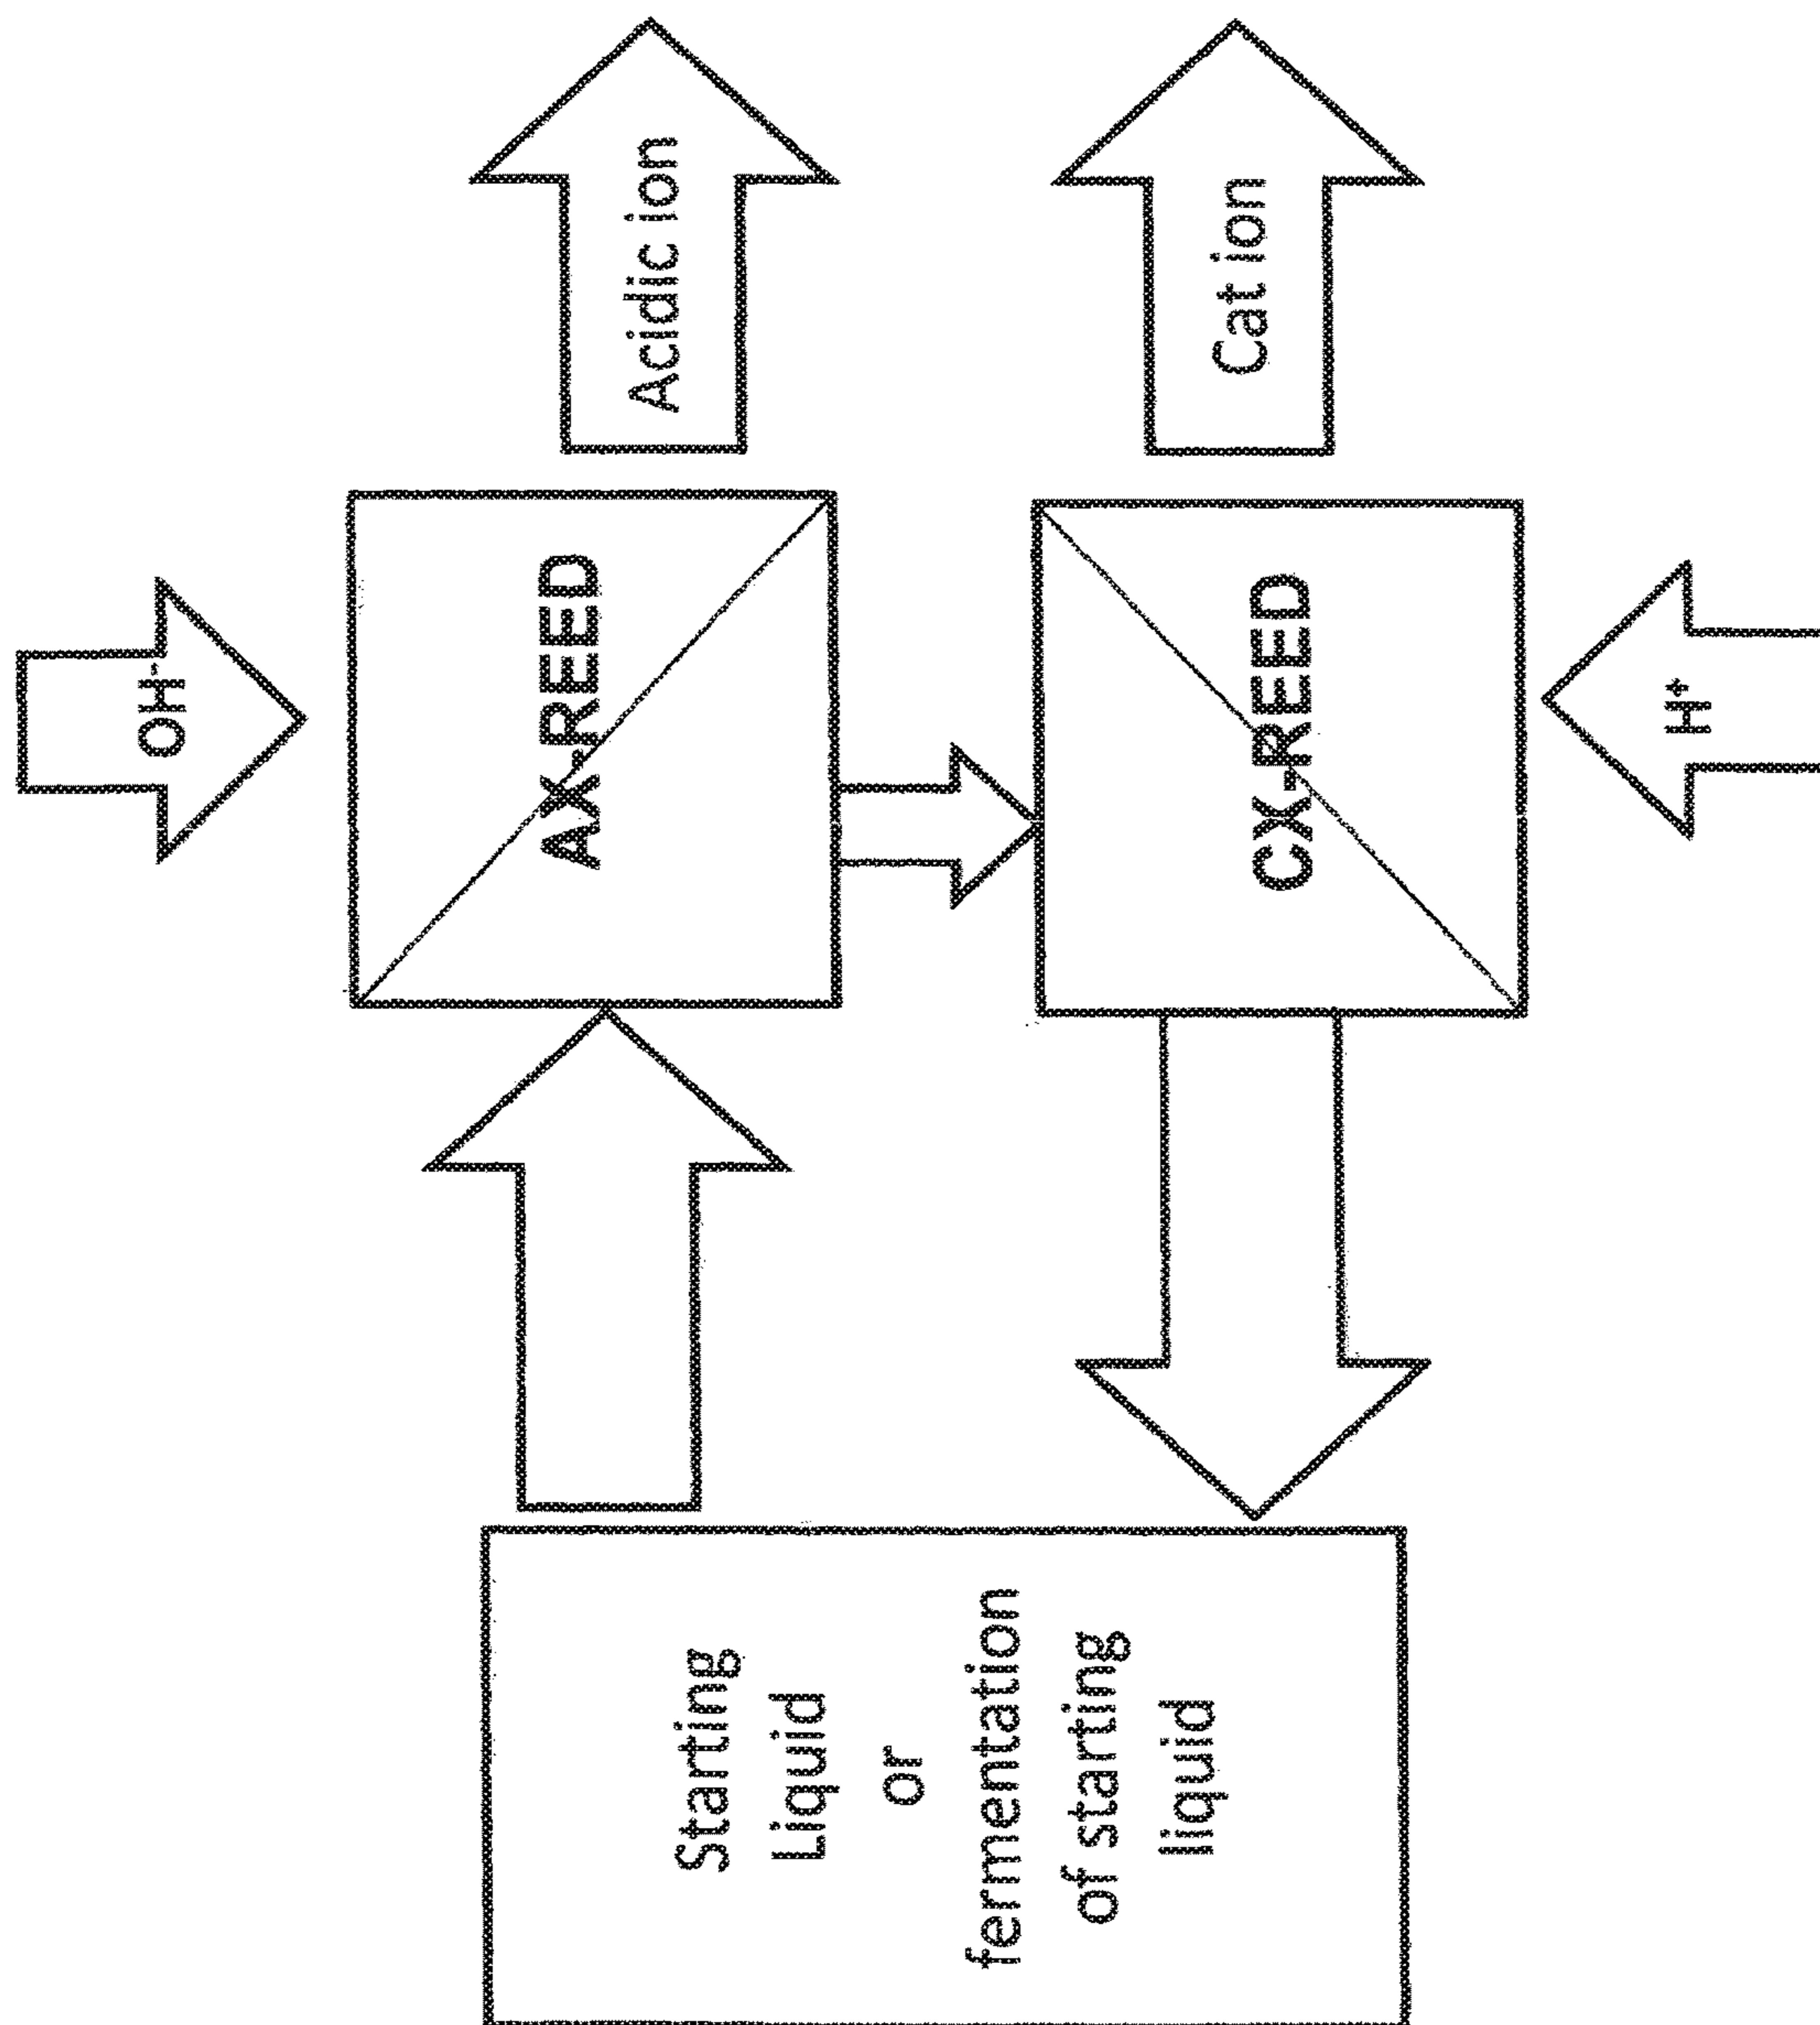 Starting
Liquid
or
fermentation
of starting
liquid
OH⁻
AX-REED
Acidic ion
CX-REED
Cat ion
H⁺